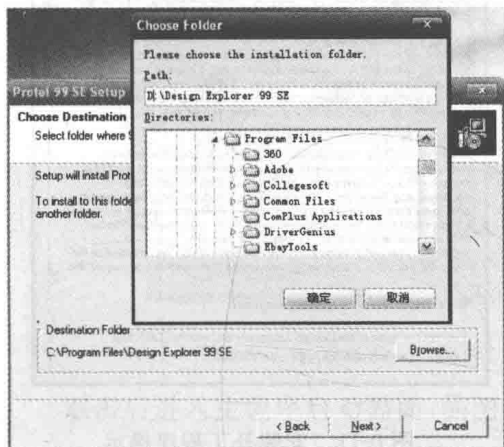 Choose Folder
Please choose the installation folder.
Path:
D:\Design Explorer 99 SE
Directories:
Program Files
360
Adobe
Collegesoft
Common Files
ComPlus Applications
DriverGenius
EbayTools
确定
取消
Protel 99 SE Setup
Choose Destination
Select folder where S
Setup will install Prot
To install to this folde
another folder.
Destination Folder
C:\Program Files\Design Explorer 99 SE
Browse...
< Back
Next >
Cancel